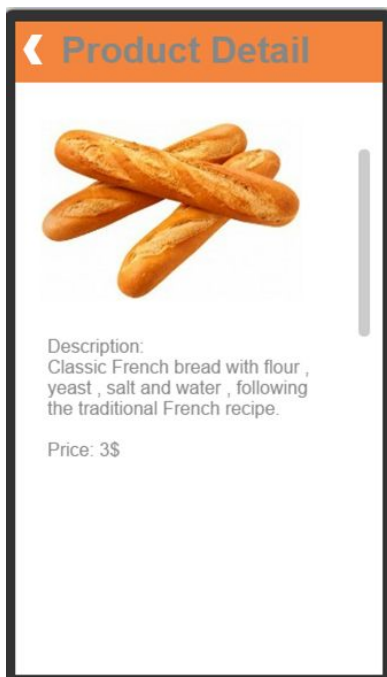 Product Detail
Description:
Classic French bread with flour ,
yeast , salt and water , following
the traditional French recipe.
Price: 3$